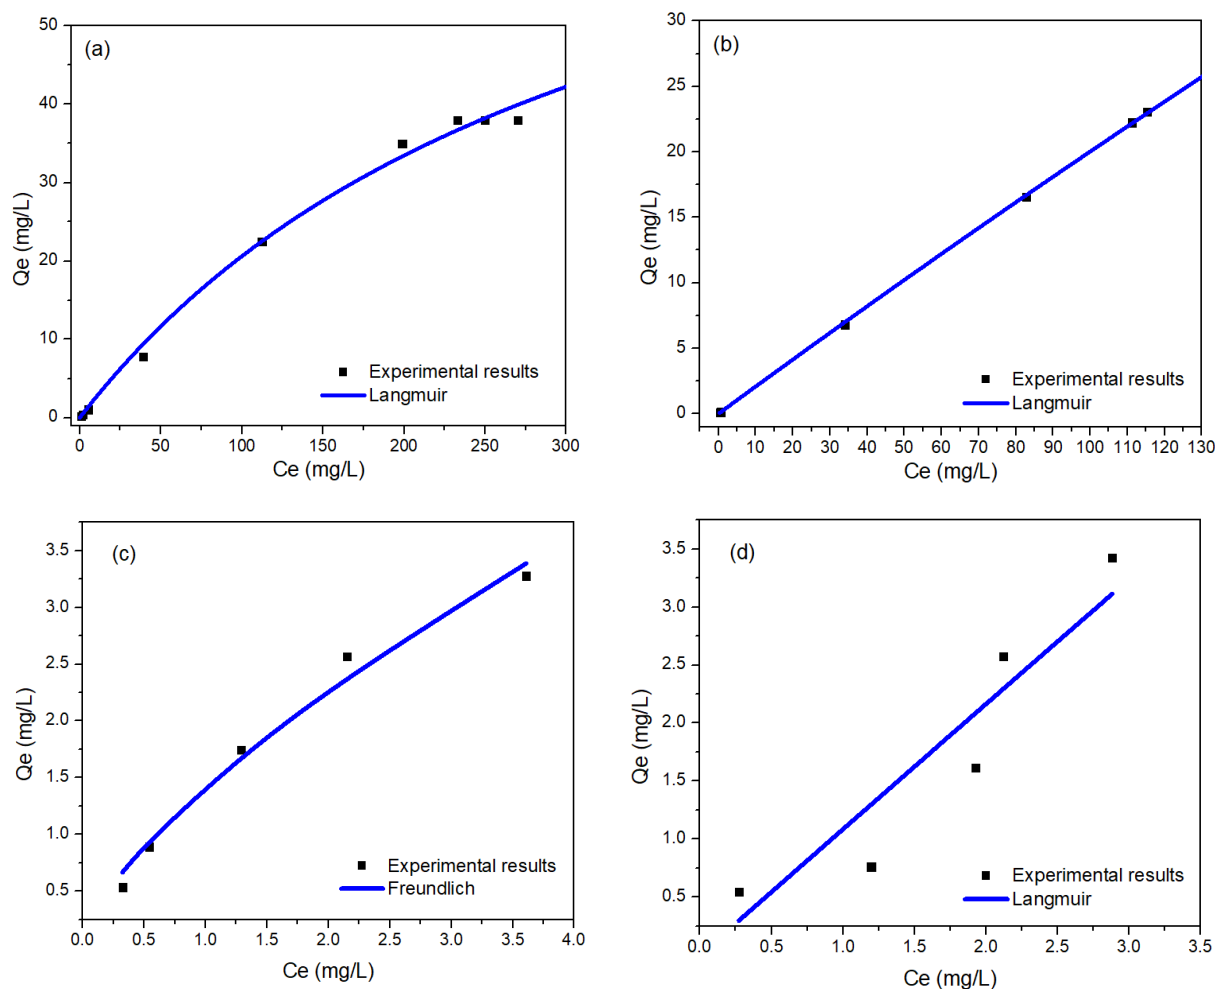 (a)
50
40
30
20
10
0
Qe (mg/L)
Experimental results
Langmuir
0 50 100 150 200 250 300
Ce (mg/L)
(b)
30
25
20
15
10
5
0
Qe (mg/L)
Experimental results
Langmuir
0 10 20 30 40 50 60 70 80 90 100 110 120 130
Ce (mg/L)
(c)
3.5
3.0
2.5
2.0
1.5
1.0
0.5
Qe (mg/L)
Experimental results
Freundlich
0.0 0.5 1.0 1.5 2.0 2.5 3.0 3.5 4.0
Ce (mg/L)
(d)
3.5
3.0
2.5
2.0
1.5
1.0
0.5
Qe (mg/L)
Experimental results
Langmuir
0.0 0.5 1.0 1.5 2.0 2.5 3.0 3.5
Ce (mg/L)